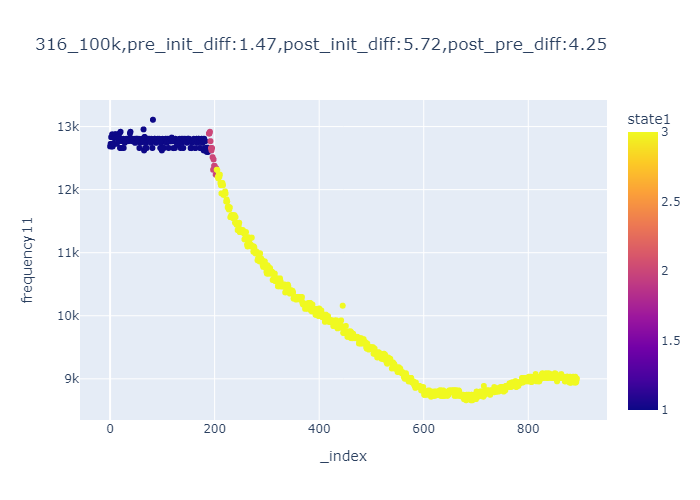 316_100k,pre_init_diff:1.47,post_init_diff:5.72,post_pre_diff:4.25
state1
13k
12k
11k
10k
9k
frequency11
0
200
400
600
800
_index
3
2.5
2
1.5
1